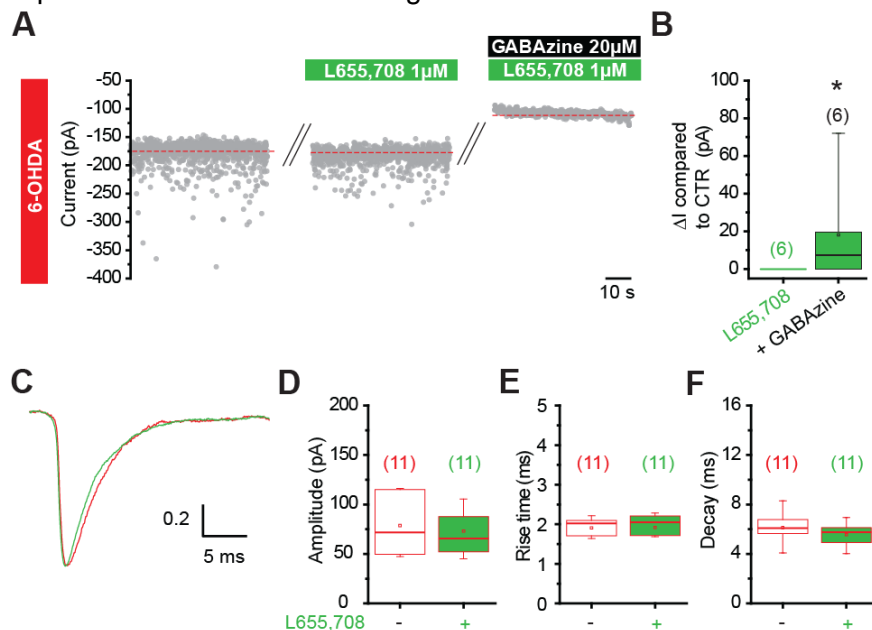 A
GABAzine 20µM
L655,708 1µM
L655,708 1µM
6-OHDA
Current (pA)
-50
-100
-150
-200
-250
-300
-350
-400
10 s
B
ΔI compared
to CTR (pA)
100
80
60
40
20
0
*
(6)
(6)
L655,708
+ GABAzine
C
0.2
5 ms
D
Amplitude (pA)
200
150
100
50
0
(11)
(11)
E
Rise time (ms)
5
4
3
2
1
0
(11)
(11)
F
Decay (ms)
16
12
8
4
0
(11)
(11)
L655,708 - + - + - +